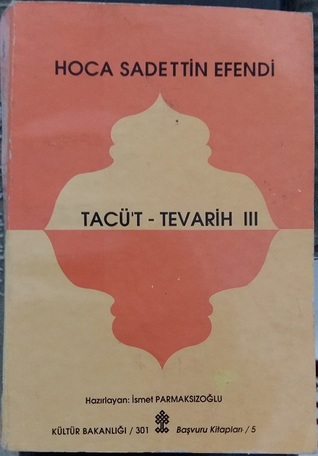 HOCA SADETTİN EFENDİ
TACÜ'T - TEVARİH III
Hazırlayan: İsmet PARMAKSIZOĞLU
KÜLTÜR BAKANLIĞI / 301 Başvuru Kitapları / 5